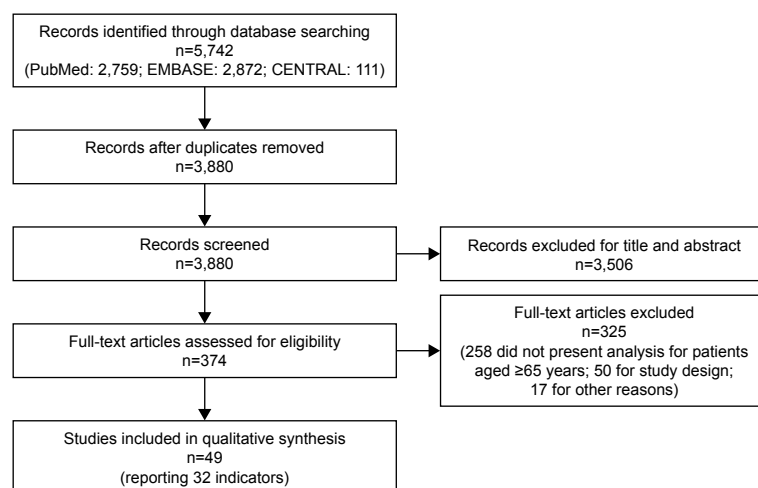 Records identified through database searching
n=5,742
(PubMed: 2,759; EMBASE: 2,872; CENTRAL: 111)
Records after duplicates removed
n=3,880
Records screened
n=3,880
Records excluded for title and abstract
n=3,506
Full-text articles assessed for eligibility
n=374
Full-text articles excluded
n=325
(258 did not present analysis for patients
aged ≥65 years; 50 for study design;
17 for other reasons)
Studies included in qualitative synthesis
n=49
(reporting 32 indicators)